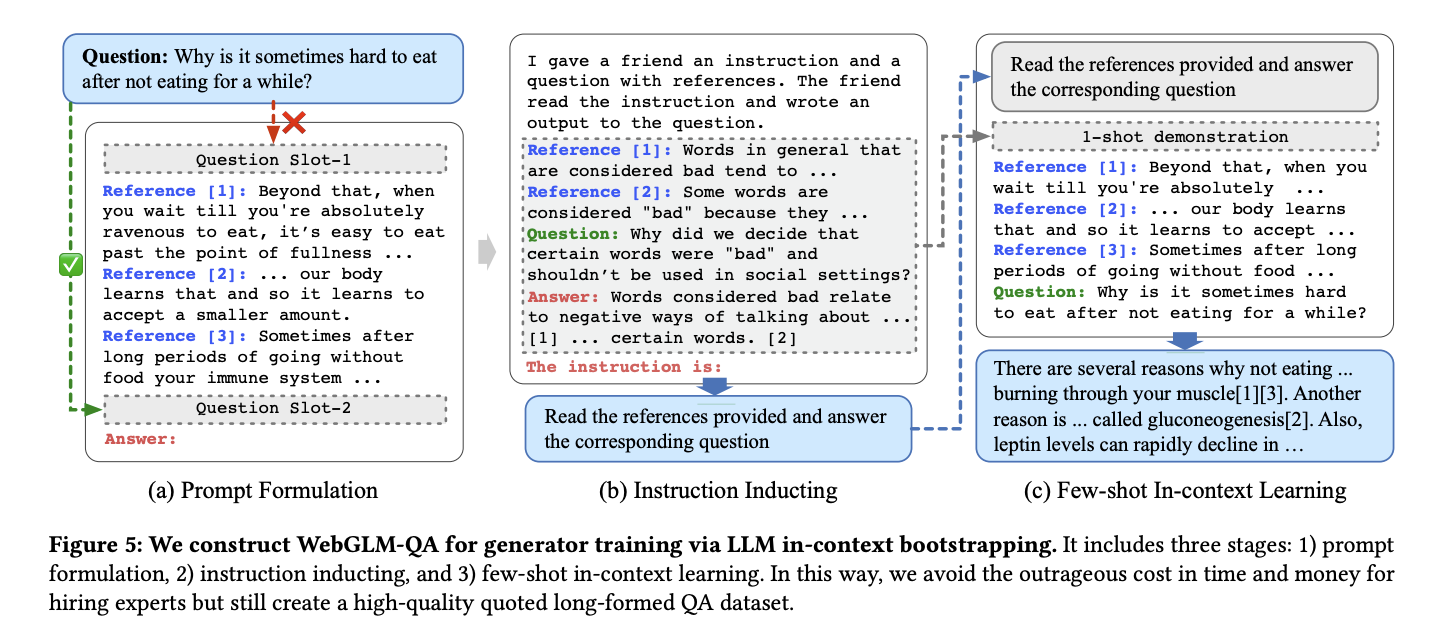 Question: Why is it sometimes hard to eat
after not eating for a while?
Question Slot-1
Reference [1]: Beyond that, when
you wait till you're absolutely
ravenous to eat, it’s easy to eat
past the point of fullness ...
Reference [2]: ... our body
learns that and so it learns to
accept a smaller amount.
Reference [3]: Sometimes after
long periods of going without
food your immune system ...
Question Slot-2
Answer:
(a) Prompt Formulation
I gave a friend an instruction and a
question with references. The friend
read the instruction and wrote an
output to the question.
Reference [1]: Words in general that
are considered bad tend to ...
Reference [2]: Some words are
considered "bad" because they ...
Question: Why did we decide that
certain words were "bad" and
shouldn’t be used in social settings?
Answer: Words considered bad relate
to negative ways of talking about ...
[1] ... certain words. [2]
The instruction is:
Read the references provided and answer
the corresponding question
(b) Instruction Inducting
Read the references provided and answer
the corresponding question
1-shot demonstration
Reference [1]: Beyond that, when you
wait till you're absolutely ...
Reference [2]: ... our body learns
that and so it learns to accept ...
Reference [3]: Sometimes after long
periods of going without food ...
Question: Why is it sometimes hard
to eat after not eating for a while?
There are several reasons why not eating ...
burning through your muscle[1][3]. Another
reason is ... called gluconeogenesis[2]. Also,
leptin levels can rapidly decline in …
(c) Few-shot In-context Learning
Figure 5: We construct WebGLM-QA for generator training via LLM in-context bootstrapping. It includes three stages: 1) prompt
formulation, 2) instruction inducting, and 3) few-shot in-context learning. In this way, we avoid the outrageous cost in time and money for
hiring experts but still create a high-quality quoted long-formed QA dataset.